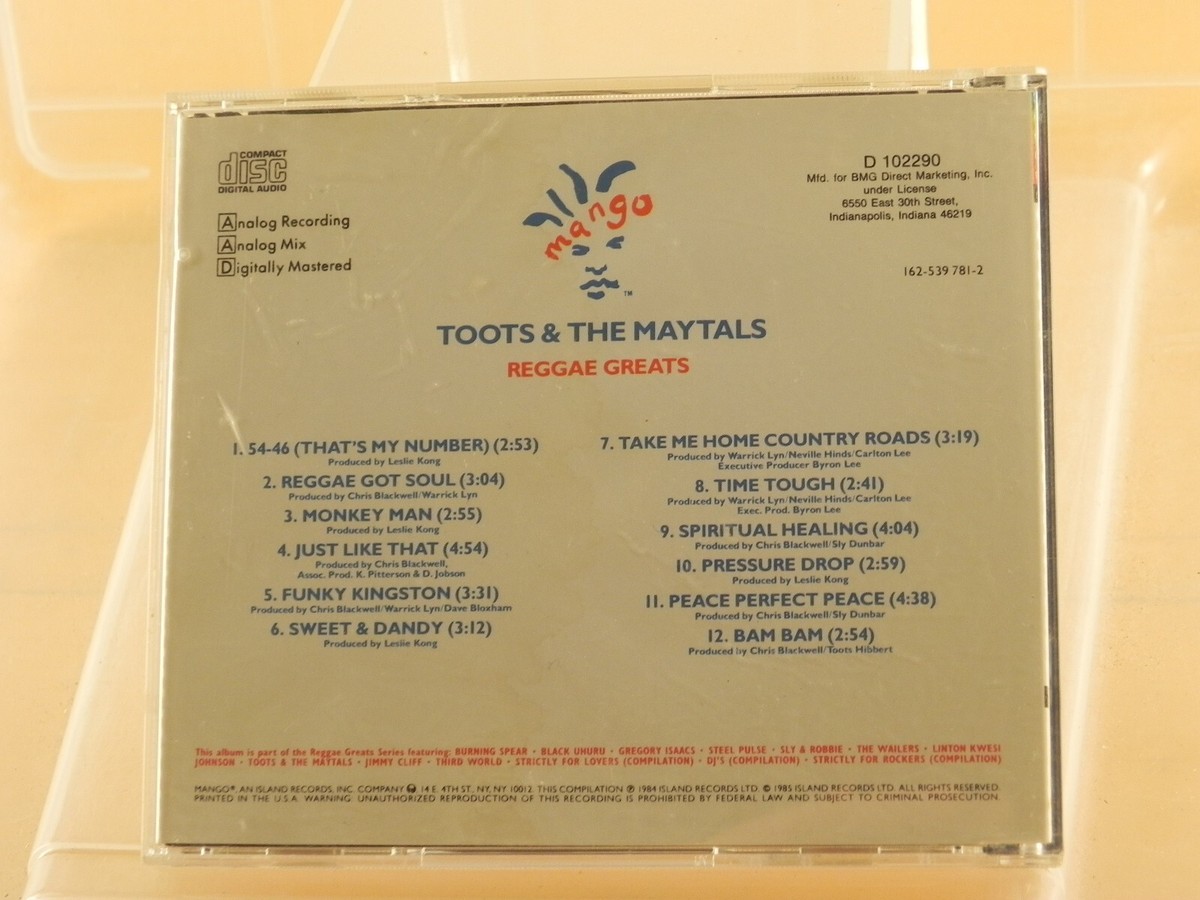 COMPACT
disc
DIGITAL AUDIO
Analog Recording
Analog Mix
Digitally Mastered
mango
™
D 102290
Mfd. for BMG Direct Marketing, Inc.
under License
6550 East 30th Street,
Indianapolis, Indiana 46219
162-539 781-2
TOOTS & THE MAYTALS
REGGAE GREATS
1. 54-46 (THAT'S MY NUMBER) (2:53)
Produced by Leslie Kong
2. REGGAE GOT SOUL (3:04)
Produced by Chris Blackwell/Warrick Lyn
3. MONKEY MAN (2:55)
Produced by Leslie Kong
4. JUST LIKE THAT (4:54)
Produced by Chris Blackwell,
Assoc. Prod. K. Pitterson & D. Jobson
5. FUNKY KINGSTON (3:31)
Produced by Chris Blackwell/Warrick Lyn/Dave Bloxham
6. SWEET & DANDY (3:12)
Produced by Leslie Kong
7. TAKE ME HOME COUNTRY ROADS (3:19)
Produced by Warrick Lyn/Neville Hinds/Carlton Lee
Executive Producer Byron Lee
8. TIME TOUGH (2:41)
Produced by Warrick Lyn/Neville Hinds/Carlton Lee
Exec. Prod. Byron Lee
9. SPIRITUAL HEALING (4:04)
Produced by Chris Blackwell/Sly Dunbar
10. PRESSURE DROP (2:59)
Produced by Leslie Kong
11. PEACE PERFECT PEACE (4:38)
Produced by Chris Blackwell/Sly Dunbar
12. BAM BAM (2:54)
Produced by Chris Blackwell/Toots Hibbert
This album is part of the Reggae Greats Series featuring: BURNING SPEAR · BLACK UHURU · GREGORY ISAACS · STEEL PULSE · SLY & ROBBIE · THE WAILERS · LINTON KWESI
JOHNSON · TOOTS & THE MAYTALS · JIMMY CLIFF · THIRD WORLD · STRICTLY FOR LOVERS (COMPILATION) · DJ'S (COMPILATION) · STRICTLY FOR ROCKERS (COMPILATION)
MANGO®, AN ISLAND RECORDS, INC. COMPANY 14 E. 4TH ST., NY, NY 10012. THIS COMPILATION ℗ 1984 ISLAND RECORDS LTD. © 1985 ISLAND RECORDS LTD. ALL RIGHTS RESERVED.
PRINTED IN THE U.S.A. WARNING: UNAUTHORIZED REPRODUCTION OF THIS RECORDING IS PROHIBITED BY FEDERAL LAW AND SUBJECT TO CRIMINAL PROSECUTION.